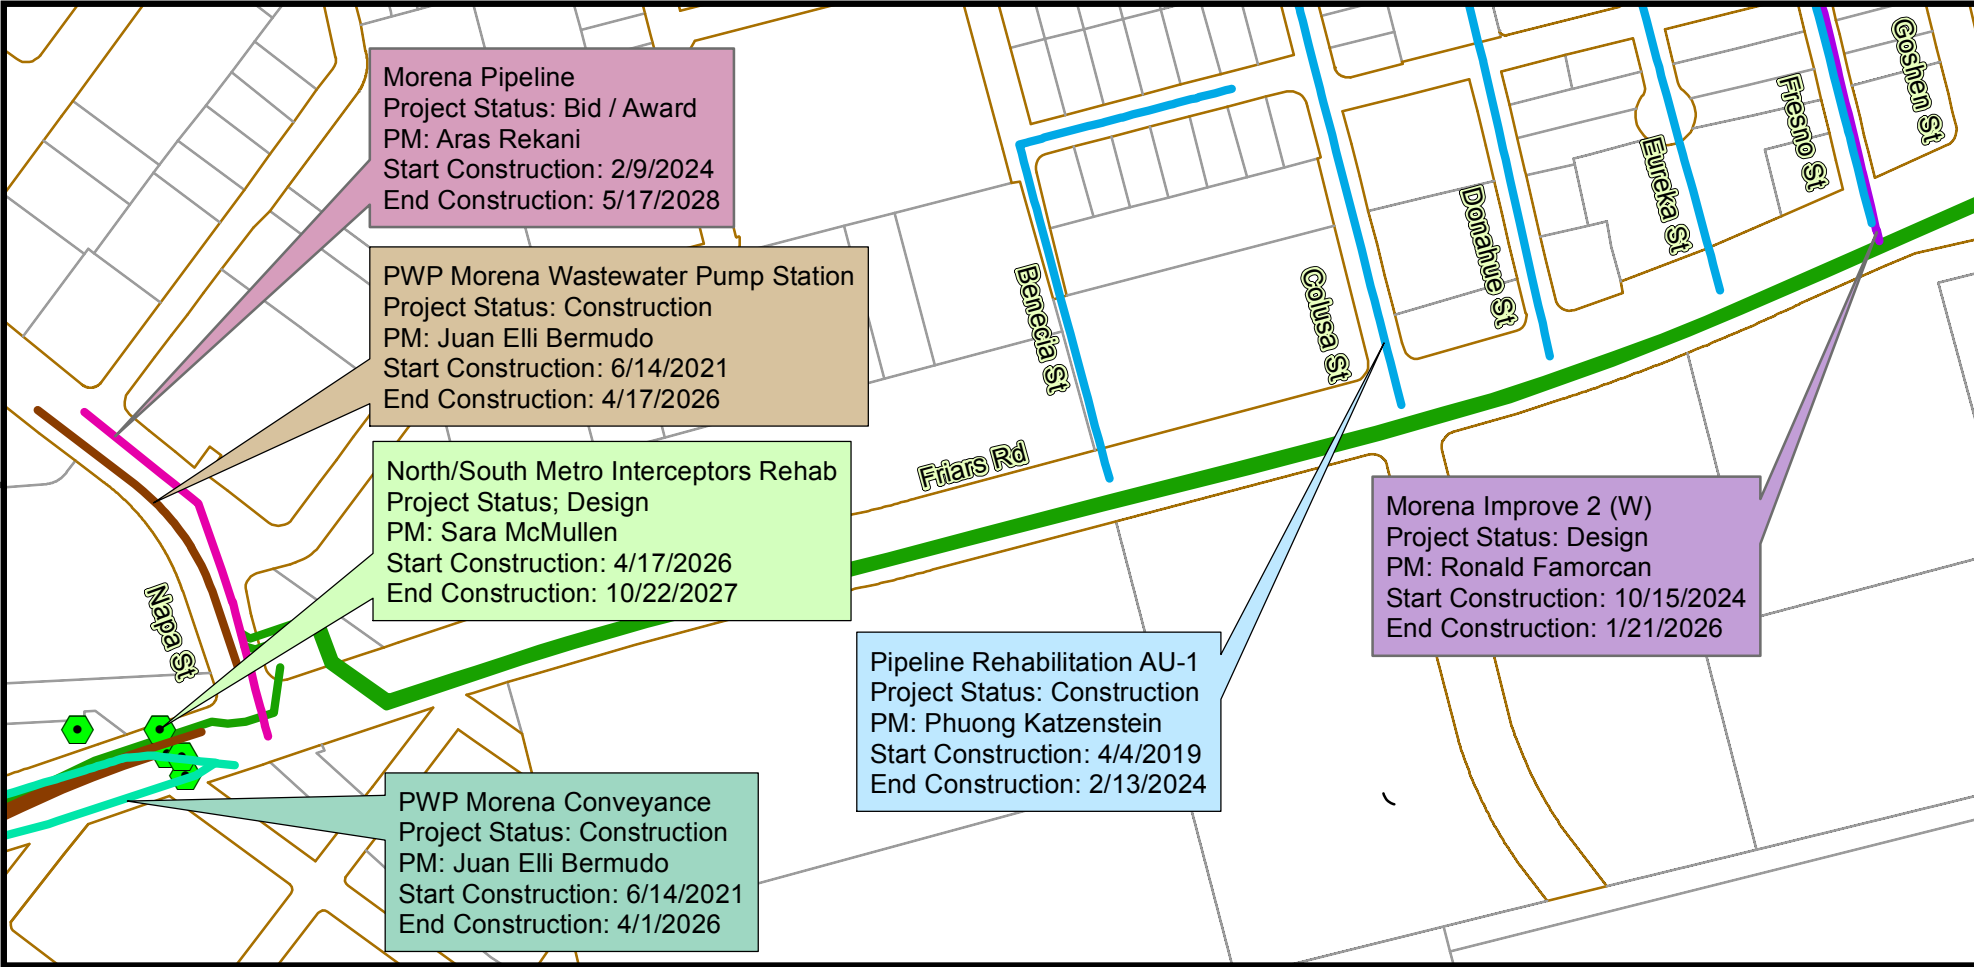 Morena Pipeline
Project Status: Bid / Award
PM: Aras Rekani
Start Construction: 2/9/2024
End Construction: 5/17/2028
PWP Morena Wastewater Pump Station
Project Status: Construction
PM: Juan Elli Bermudo
Start Construction: 6/14/2021
End Construction: 4/17/2026
North/South Metro Interceptors Rehab
Project Status; Design
PM: Sara McMullen
Start Construction: 4/17/2026
End Construction: 10/22/2027
PWP Morena Conveyance
Project Status: Construction
PM: Juan Elli Bermudo
Start Construction: 6/14/2021
End Construction: 4/1/2026
Pipeline Rehabilitation AU-1
Project Status: Construction
PM: Phuong Katzenstein
Start Construction: 4/4/2019
End Construction: 2/13/2024
Morena Improve 2 (W)
Project Status: Design
PM: Ronald Famorcan
Start Construction: 10/15/2024
End Construction: 1/21/2026
Napa St
Friars Rd
Benecia St
Colusa St
Donahue St
Eureka St
Fresno St
Goshen St